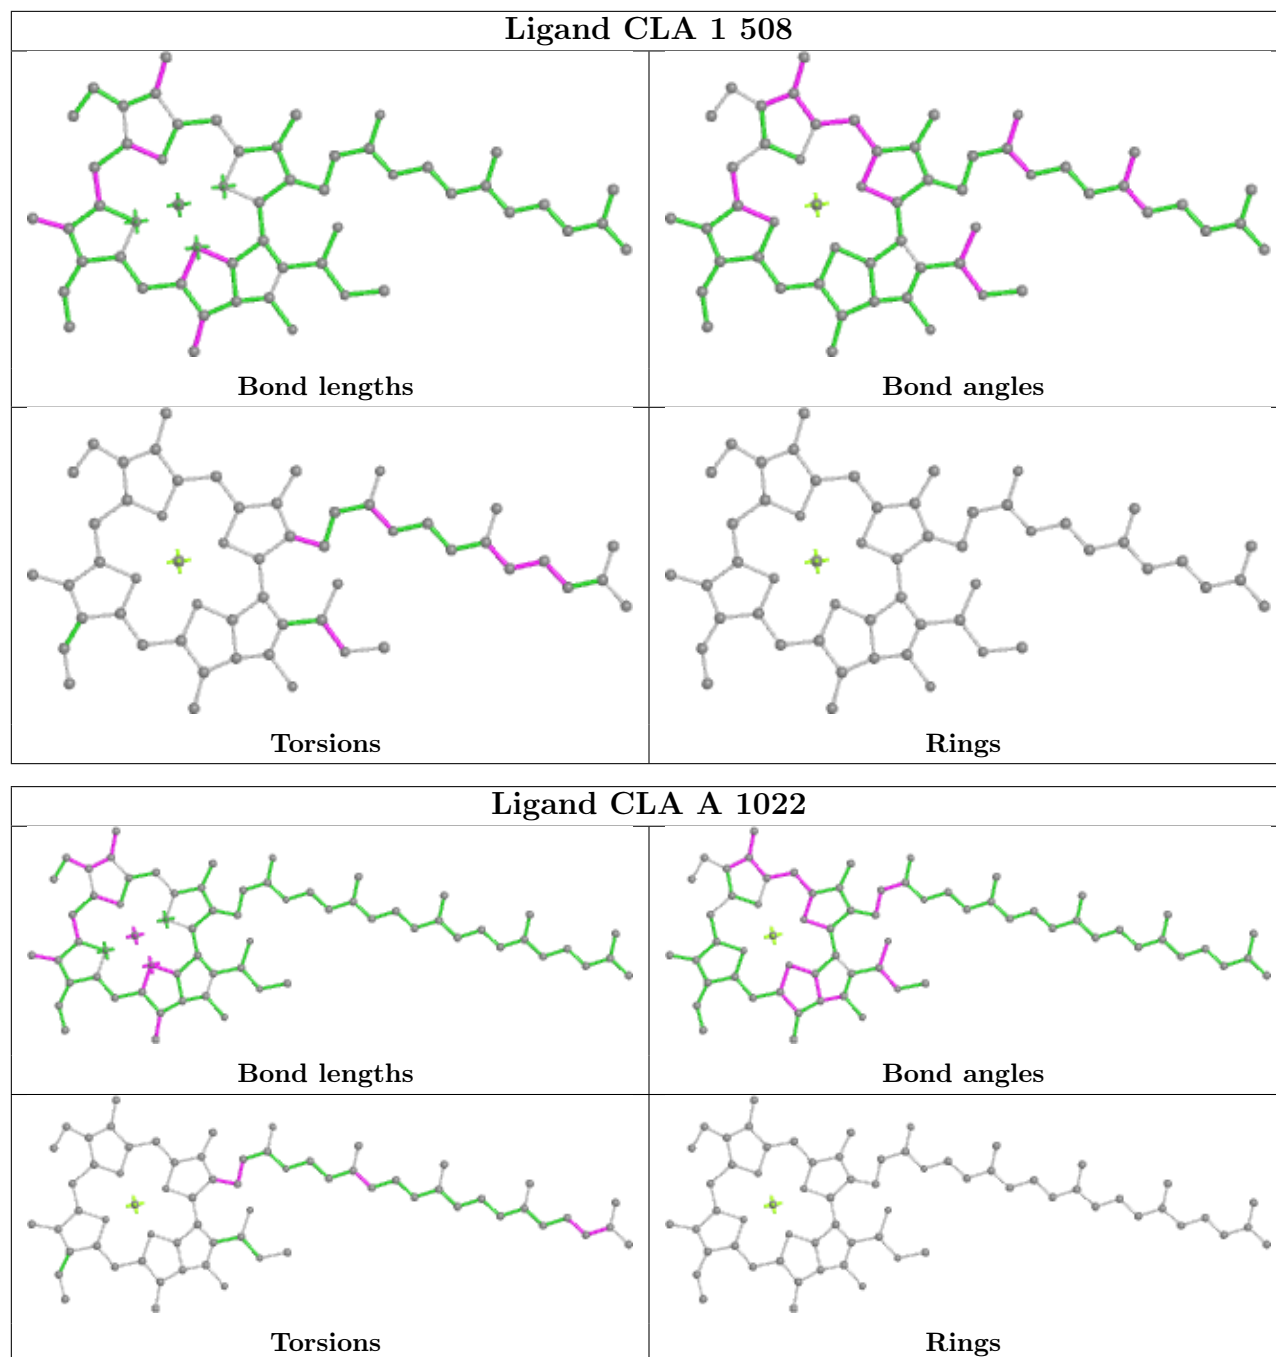 Ligand CLA 1 508
Bond lengths
Bond angles
Torsions
Rings
Ligand CLA A 1022
Bond lengths
Bond angles
Torsions
Rings